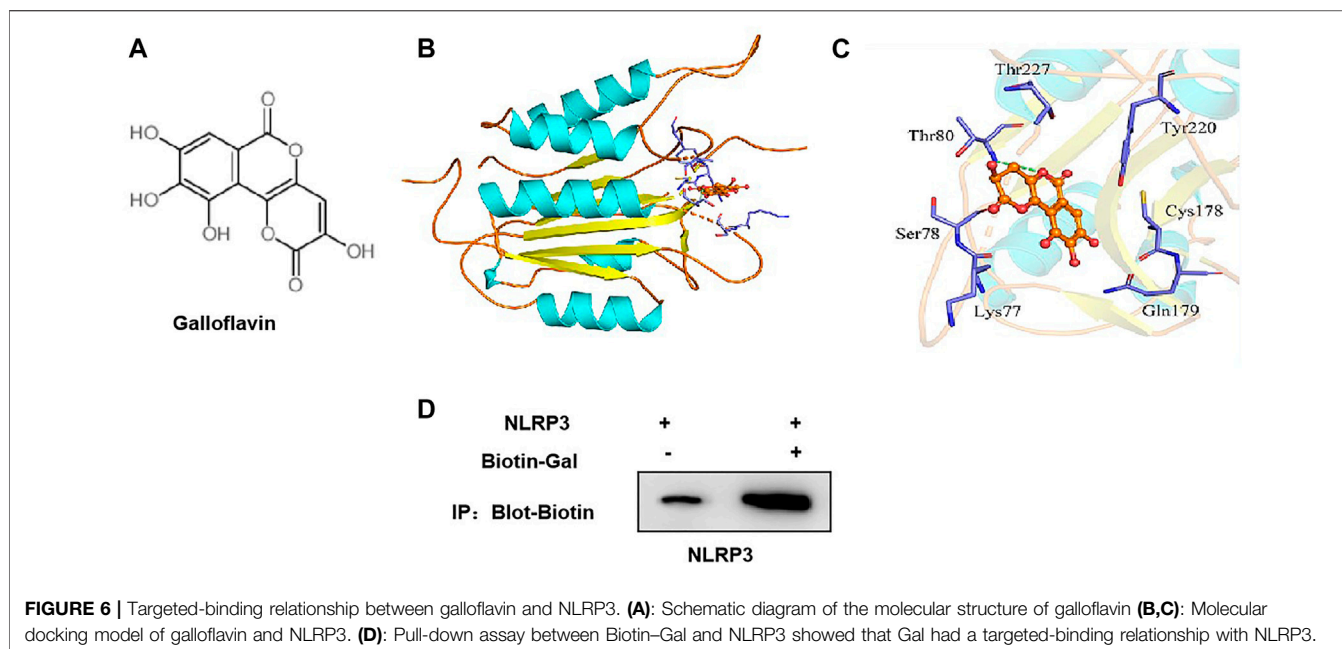 A
B
C
HO
HO
OH
O
O
O
O
OH
Galloflavin
Thr227
Thr80
Tyr220
Ser78
Cys178
Lys77
Gln179
D
NLRP3 + +
Biotin-Gal - +
IP: Blot-Biotin
NLRP3
FIGURE 6 | Targeted-binding relationship between galloflavin and NLRP3. (A): Schematic diagram of the molecular structure of galloflavin (B,C): Molecular
docking model of galloflavin and NLRP3. (D): Pull-down assay between Biotin–Gal and NLRP3 showed that Gal had a targeted-binding relationship with NLRP3.